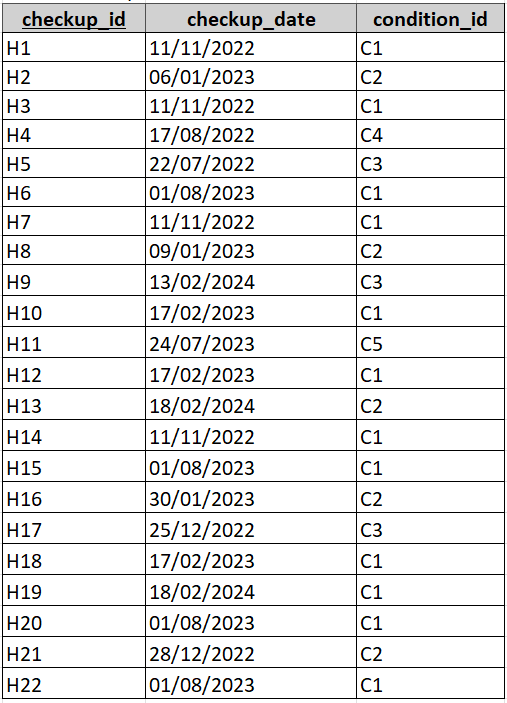 checkup_id checkup_date condition_id
H1 11/11/2022 C1
H2 06/01/2023 C2
H3 11/11/2022 C1
H4 17/08/2022 C4
H5 22/07/2022 C3
H6 01/08/2023 C1
H7 11/11/2022 C1
H8 09/01/2023 C2
H9 13/02/2024 C3
H10 17/02/2023 C1
H11 24/07/2023 C5
H12 17/02/2023 C1
H13 18/02/2024 C2
H14 11/11/2022 C1
H15 01/08/2023 C1
H16 30/01/2023 C2
H17 25/12/2022 C3
H18 17/02/2023 C1
H19 18/02/2024 C1
H20 01/08/2023 C1
H21 28/12/2022 C2
H22 01/08/2023 C1